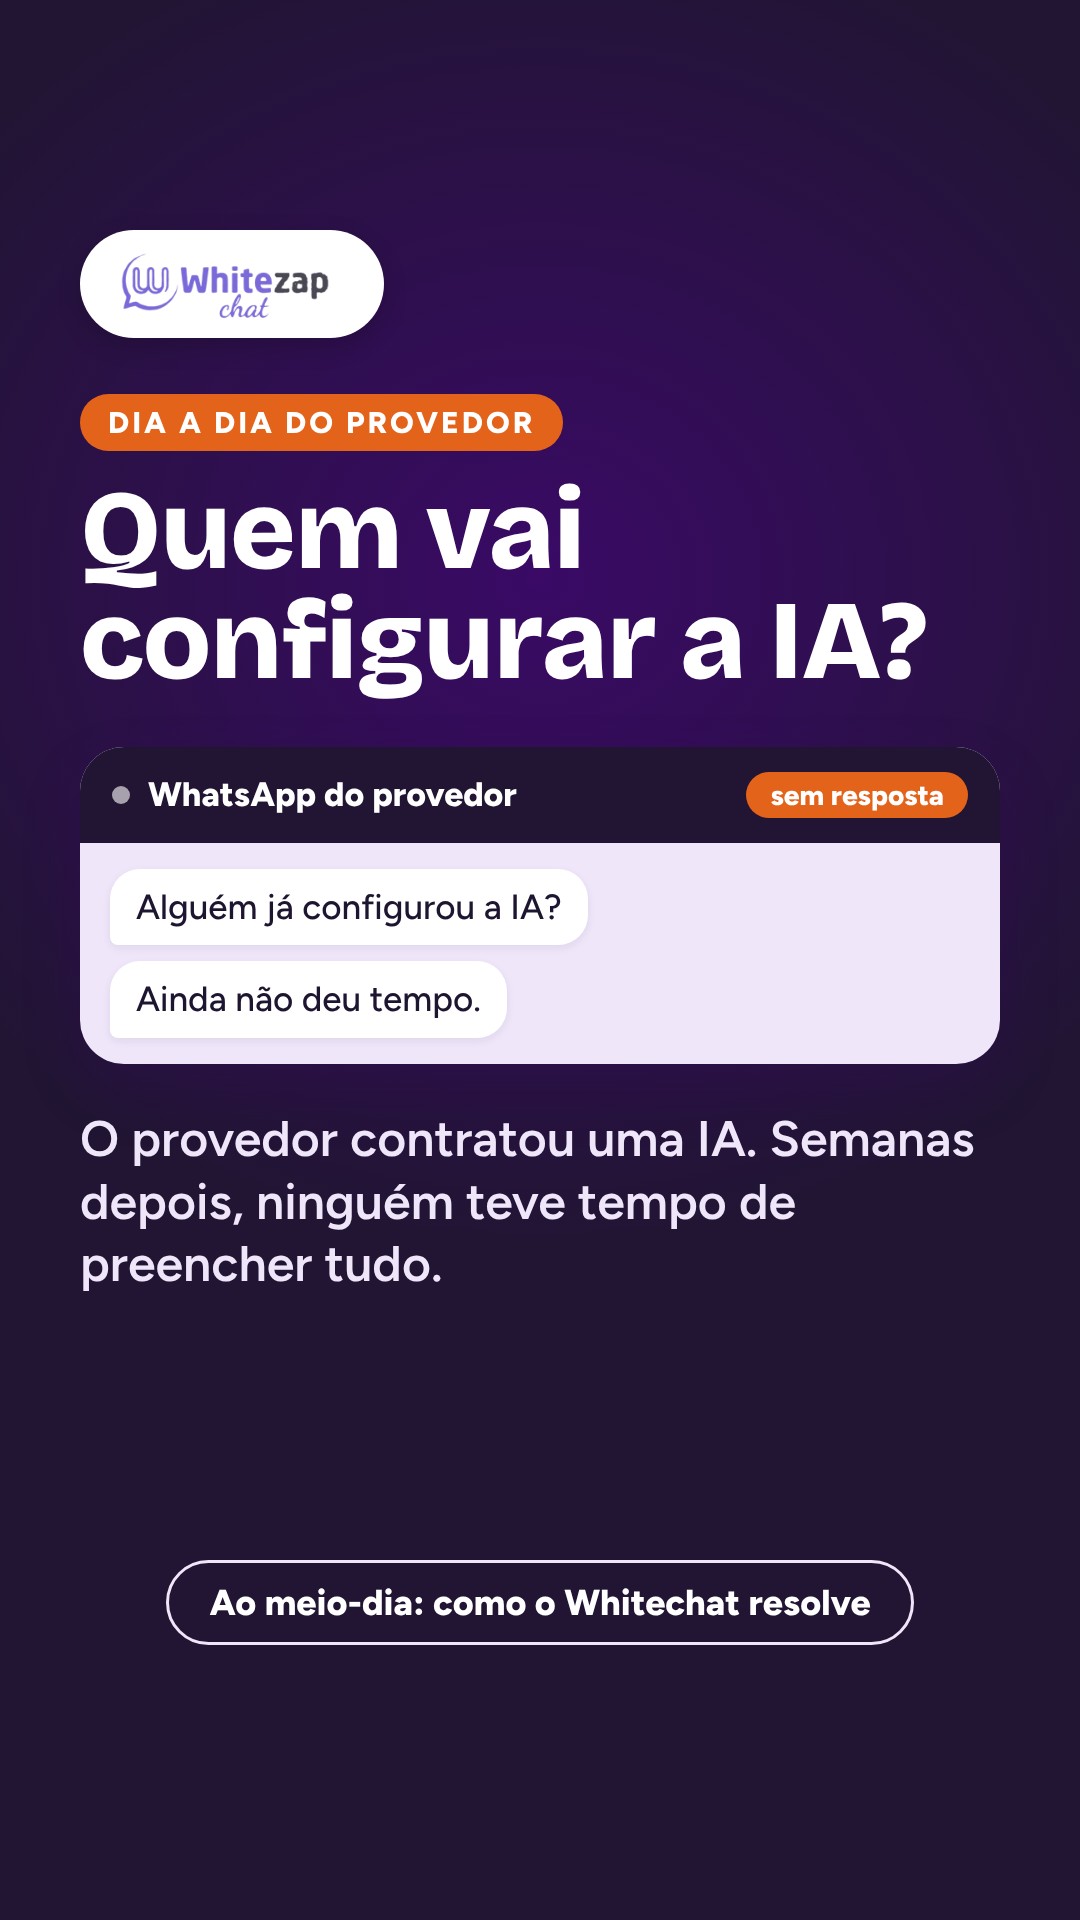 Whitezap
chat
DIA A DIA DO PROVEDOR
Quem vai
configurar a IA?
WhatsApp do provedor
sem resposta
Alguém já configurou a IA?
Ainda não deu tempo.
O provedor contratou uma IA. Semanas
depois, ninguém teve tempo de
preencher tudo.
Ao meio-dia: como o Whitechat resolve